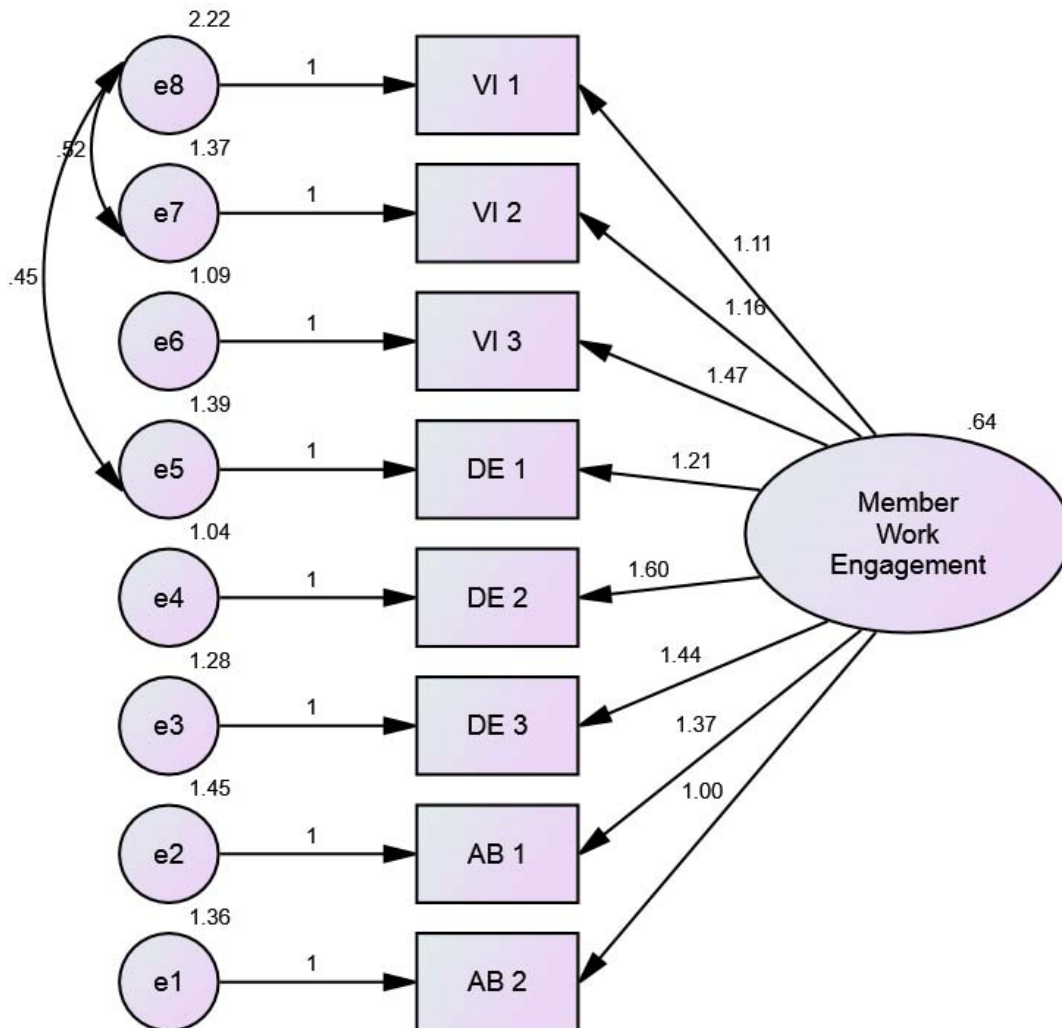 2.22
e8
1
VI 1
.52
1.37
e7
1
VI 2
1.11
.45
1.09
e6
1
VI 3
1.16
1.47
1.39
e5
1
DE 1
1.21
.64
Member
Work
Engagement
1.04
e4
1
DE 2
1.60
1.28
e3
1
DE 3
1.44
1.45
e2
1
AB 1
1.37
1.00
1.36
e1
1
AB 2